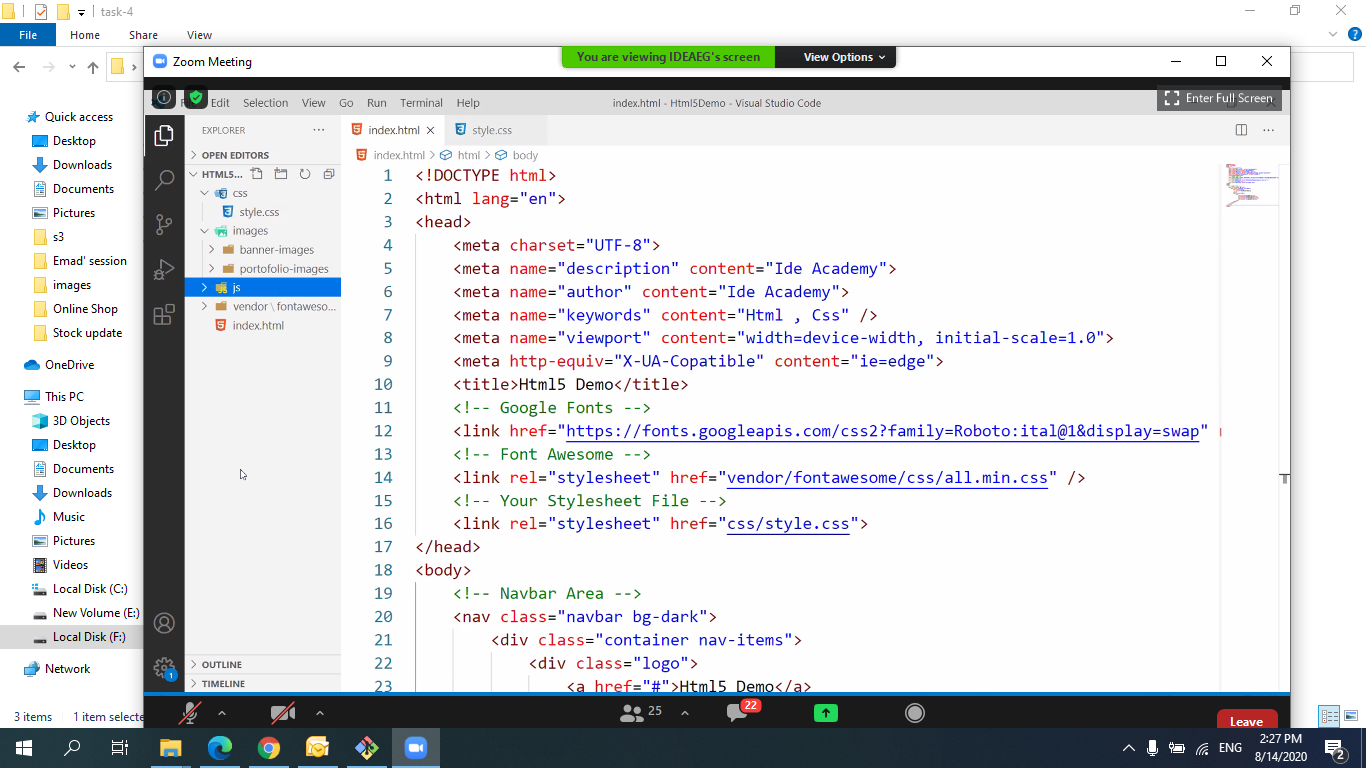 task-4
File
Home
Share
View
Quick access
Desktop
Downloads
Documents
Pictures
s3
Emad' session
images
Online Shop
Stock update
OneDrive
This PC
3D Objects
Desktop
Documents
Downloads
Music
Pictures
Videos
Local Disk (C:)
New Volume (E:)
Local Disk (F:)
Network
3 items
1 item selecte
Zoom Meeting
You are viewing IDEAEG's screen
View Options
Edit Selection View Go Run Terminal Help
index.html - Html5Demo - Visual Studio Code
Enter Full Screen
EXPLORER
OPEN EDITORS
HTML5...
css
style.css
images
banner-images
portofolio-images
js
vendor \ fontaweso...
index.html
OUTLINE
TIMELINE
1
index.html
style.css
index.html > html > body
1 <!DOCTYPE html>
2 <html lang="en">
3 <head>
4 <meta charset="UTF-8">
5 <meta name="description" content="Ide Academy">
6 <meta name="author" content="Ide Academy">
7 <meta name="keywords" content="Html , Css" />
8 <meta name="viewport" content="width=device-width, initial-scale=1.0">
9 <meta http-equiv="X-UA-Copatible" content="ie=edge">
10 <title>Html5 Demo</title>
11 <!-- Google Fonts -->
12 <link href="https://fonts.googleapis.com/css2?family=Roboto:ital@1&display=swap"
13 <!-- Font Awesome -->
14 <link rel="stylesheet" href="vendor/fontawesome/css/all.min.css" />
15 <!-- Your Stylesheet File -->
16 <link rel="stylesheet" href="css/style.css">
17 </head>
18 <body>
19 <!-- Navbar Area -->
20 <nav class="navbar bg-dark">
21 <div class="container nav-items">
22 <div class="logo">
23 <a href="#">Html5 Demo</a>
25
22
Leave
ENG
2:27 PM
8/14/2020
2